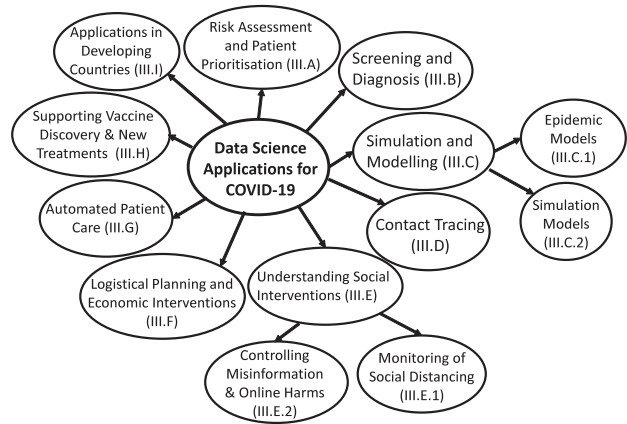 Applications in
Developing
Countries (III.I)
Risk Assessment
and Patient
Prioritisation (III.A)
Screening and
Diagnosis (III.B)
Supporting Vaccine
Discovery & New
Treatments (III.H)
Data Science
Applications for
COVID-19
Simulation and
Modelling (III.C)
Epidemic
Models
(III.C.1)
Simulation
Models
(III.C.2)
Automated Patient
Care (III.G)
Contact Tracing
(III.D)
Logistical Planning and
Economic Interventions
(III.F)
Understanding Social
Interventions (III.E)
Controlling
Misinformation
& Online Harms
(III.E.2)
Monitoring of
Social Distancing
(III.E.1)